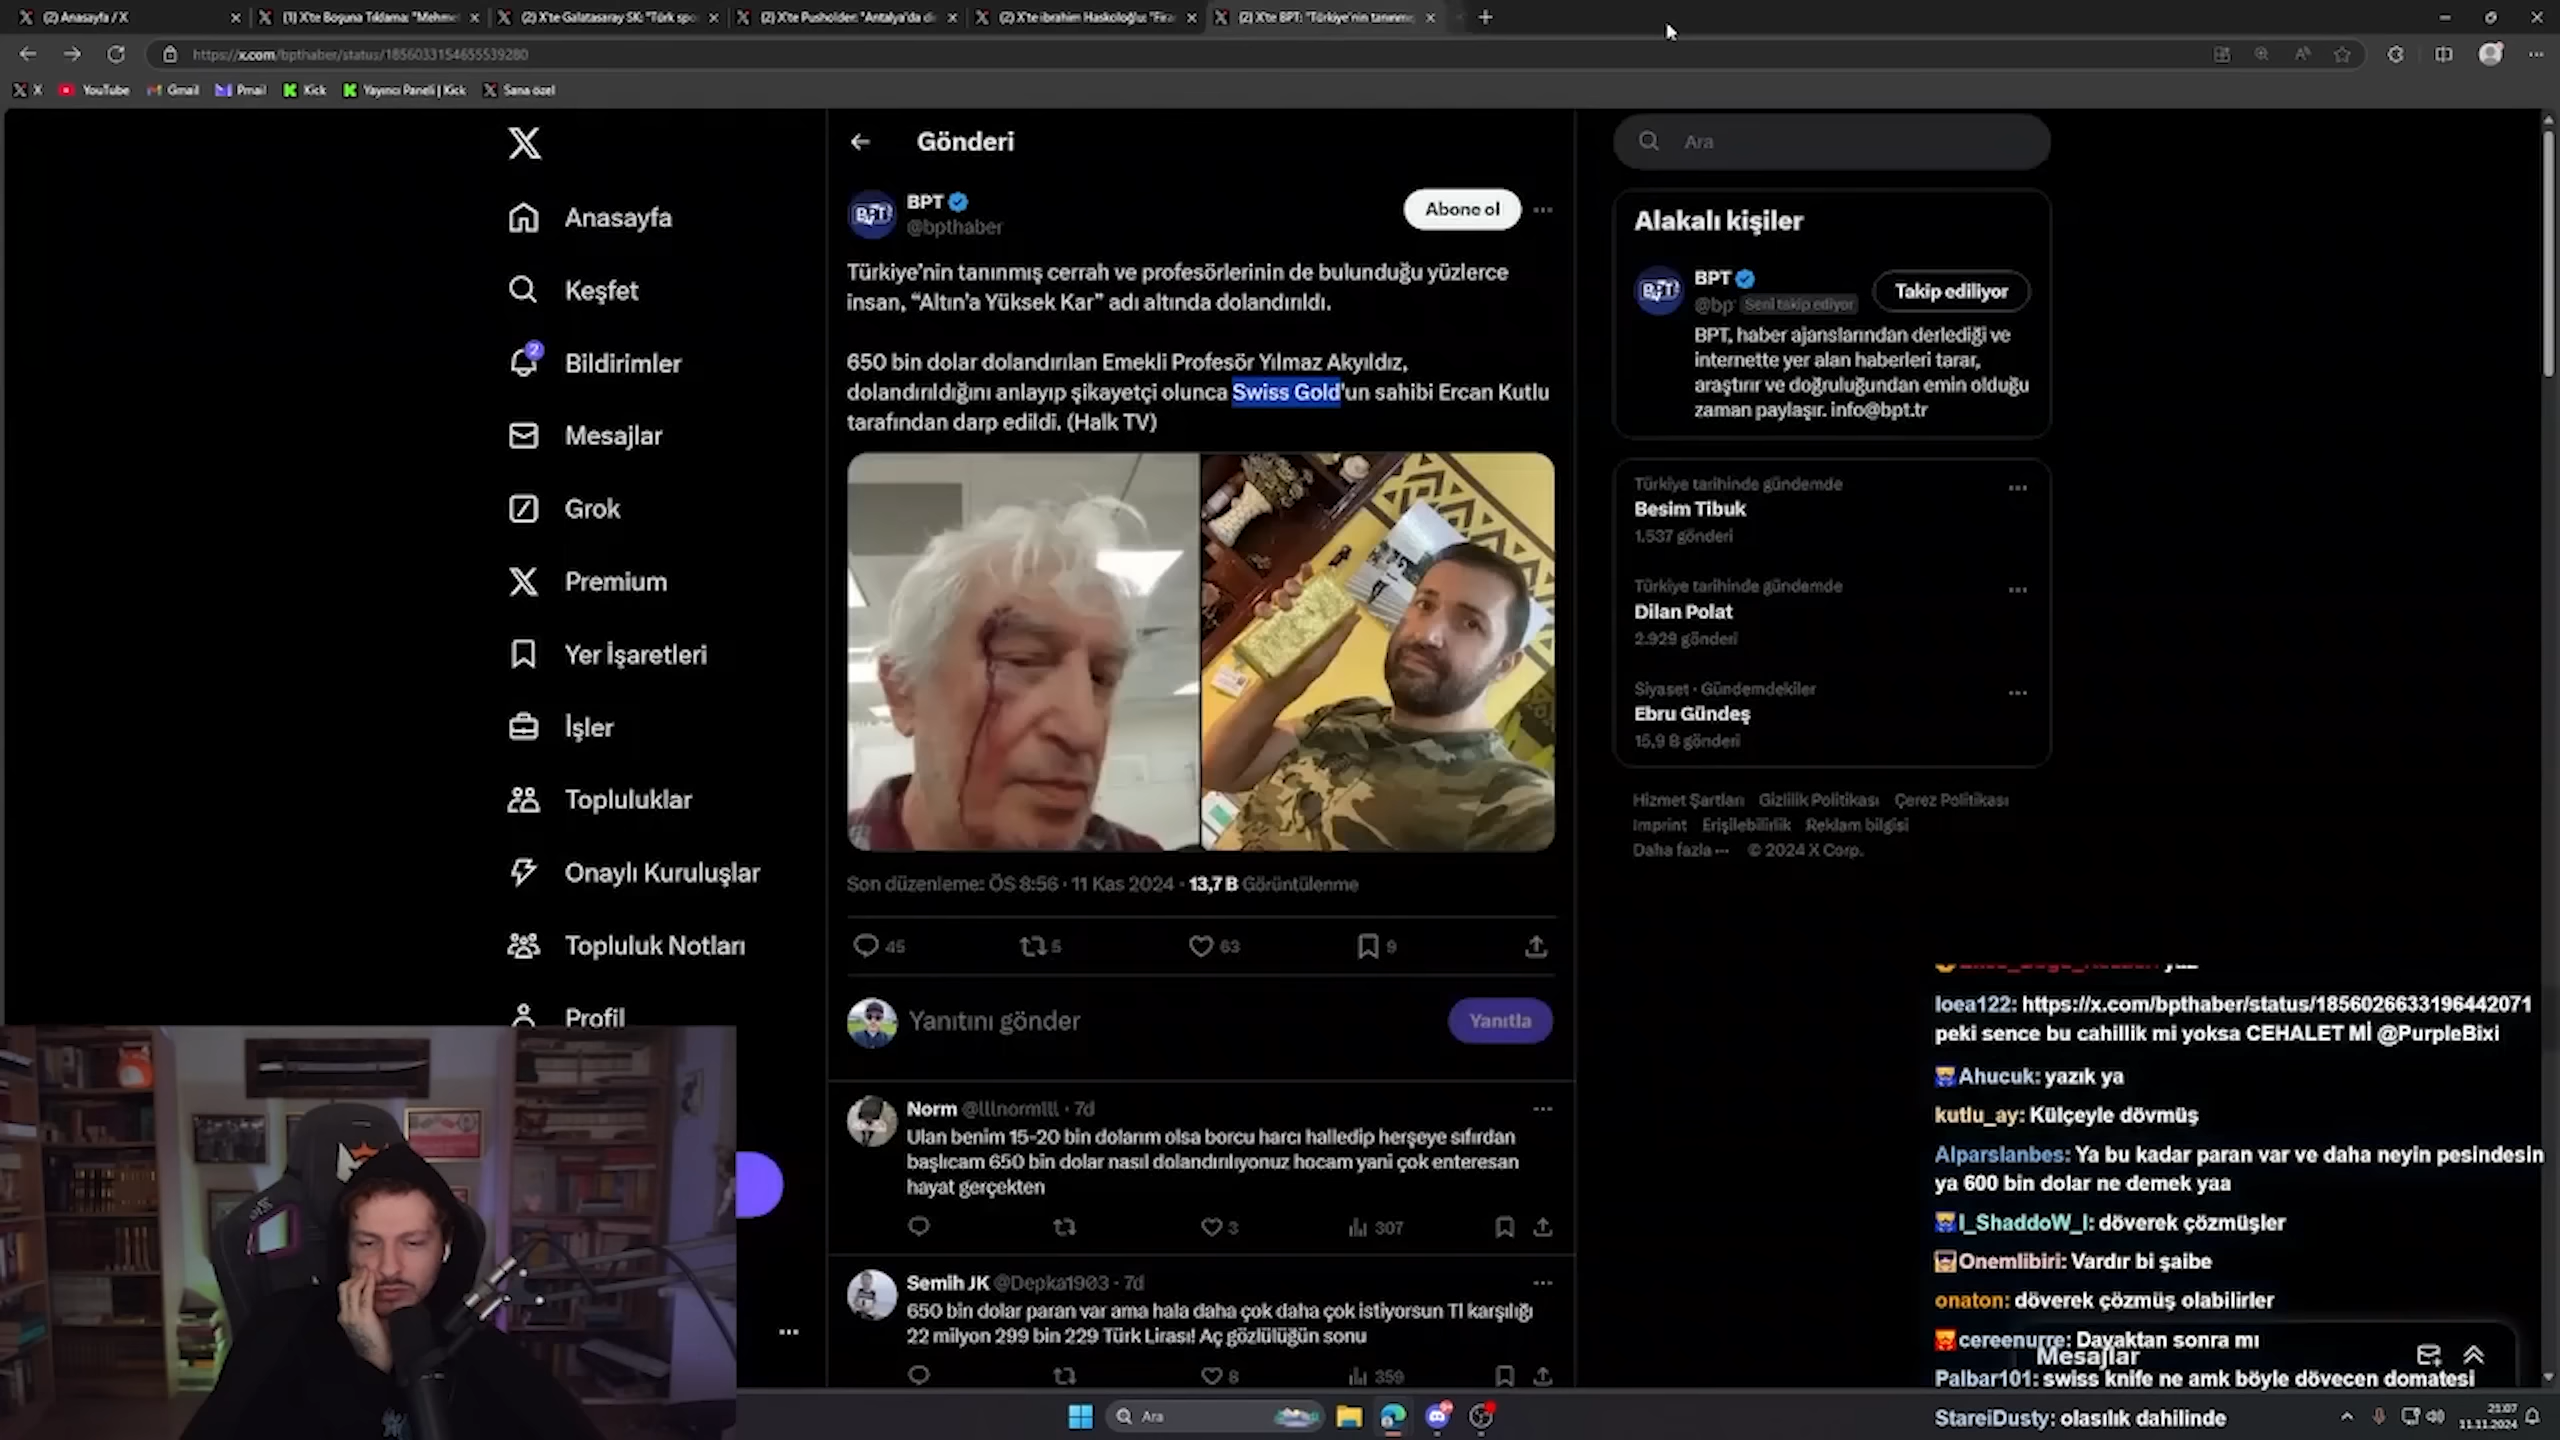 (2) Anasayfa / X
(1) X'te Boşuna Tıklama: "Mehme
(2) X'te Galatasaray SK: "Türk spo
(2) X'te Pusholder: "Antalya'da di
(2) X'te ibrahim Haskoloğlu: "Fira
(2) X'te BPT: "Türkiye'nin tanınmış
https://x.com/bpthaber/status/1856033154655539280
X
YouTube
Gmail
Pmail
Kick
Yayıncı Paneli | Kick
Sana özel
Anasayfa
Keşfet
2
Bildirimler
Mesajlar
Grok
Premium
Yer İşaretleri
İşler
Topluluklar
Onaylı Kuruluşlar
Topluluk Notları
Profil
Gönderi
BPT
@bpthaber
Abone ol
Türkiye'nin tanınmış cerrah ve profesörlerinin de bulunduğu yüzlerce
insan, "Altın'a Yüksek Kar" adı altında dolandırıldı.
650 bin dolar dolandırılan Emekli Profesör Yılmaz Akyıldız,
dolandırıldığını anlayıp şikayetçi olunca Swiss Gold'un sahibi Ercan Kutlu
tarafından darp edildi. (Halk TV)
Son düzenleme: ÖS 8:56 · 11 Kas 2024 · 13,7 B Görüntülenme
45
5
63
9
Yanıtını gönder
Yanıtla
Norm @lllnormlll · 7d
Ulan benim 15-20 bin dolarım olsa borcu harcı halledip herşeye sıfırdan
başlıcam 650 bin dolar nasıl dolandırılıyonuz hocam yani çok enteresan
hayat gerçekten
3
307
Semih JK @Depka1903 · 7d
650 bin dolar paran var ama hala daha çok daha çok istiyorsun Tl karşılığı
22 milyon 299 bin 229 Türk Lirası! Aç gözlülüğün sonu
8
359
Ara
Alakalı kişiler
BPT
@bp
Seni takip ediyor
Takip ediliyor
BPT, haber ajanslarından derlediği ve
internette yer alan haberleri tarar,
araştırır ve doğruluğundan emin olduğu
zaman paylaşır. info@bpt.tr
Türkiye tarihinde gündemde
Besim Tibuk
1.537 gönderi
Türkiye tarihinde gündemde
Dilan Polat
2.929 gönderi
Siyaset · Gündemdekiler
Ebru Gündeş
15,9 B gönderi
Hizmet Şartları Gizlilik Politikası Çerez Politikası
Imprint Erişilebilirlik Reklam bilgisi
Daha fazla ··· © 2024 X Corp.
loea122: https://x.com/bpthaber/status/1856026633196442071
peki sence bu cahillik mi yoksa CEHALET Mİ @PurpleBixi
Ahucuk: yazık ya
kutlu_ay: Külçeyle dövmüş
Alparslanbes: Ya bu kadar paran var ve daha neyin pesindesin
ya 600 bin dolar ne demek yaa
I_ShaddoW_I: döverek çözmüşler
Onemlibiri: Vardır bi şaibe
onaton: döverek çözmüş olabilirler
cereenurre: Dayaktan sonra mı
Mesajlar
Palbar101: swiss knife ne amk böyle dövecen domatesi
StareiDusty: olasılık dahilinde
Ara
21:07
11.11.2024